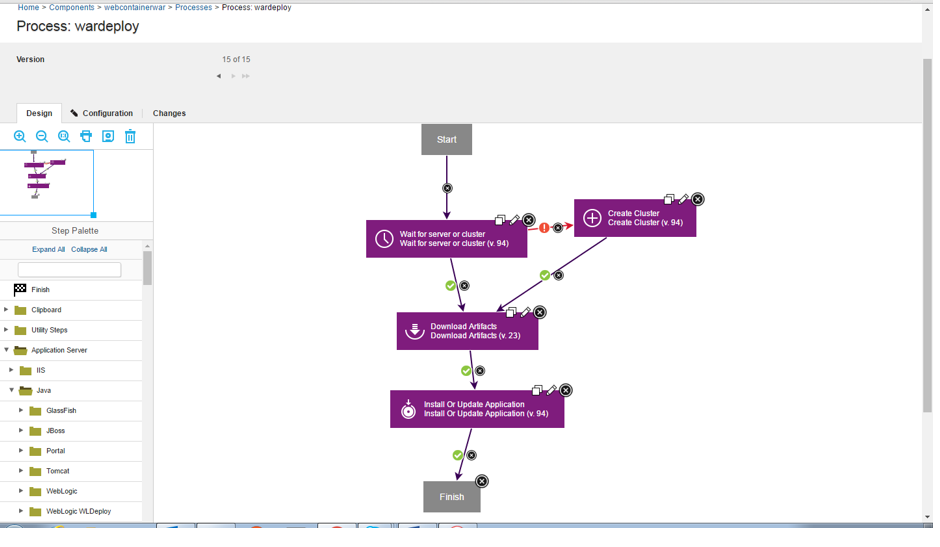 Home > Components > webcontainerwar > Processes > Process: wardeploy
Process: wardeploy
Version
15 of 15
Design
Configuration
Changes
Start
Wait for server or cluster
Wait for server or cluster (v. 94)
Create Cluster
Create Cluster (v. 94)
Step Palette
Expand All Collapse All
Finish
Clipboard
Utility Steps
Application Server
IIS
Java
GlassFish
JBoss
Portal
Tomcat
WebLogic
WebLogic WLDeploy
Download Artifacts
Download Artifacts (v. 23)
Install Or Update Application
Install Or Update Application (v. 94)
Finish